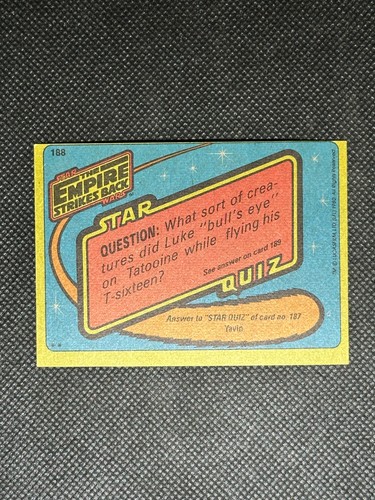 188
STAR
THE
EMPIRE
STRIKES BACK
WARS
STAR
QUESTION: What sort of crea-
tures did Luke "bull's eye"
on Tatooine while flying his
T-sixteen?
See answer on card 189
QUIZ
Answer to "STAR QUIZ" of card no. 187
Yavin